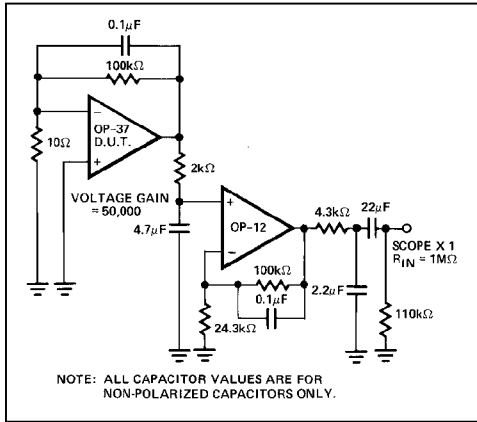 0.1μF
100kΩ
10Ω
−
OP-37
D.U.T.
+
2kΩ
VOLTAGE GAIN
= 50,000
4.7μF
+
OP-12
−
4.3kΩ
22μF
SCOPE X 1
RIN = 1MΩ
100kΩ
0.1μF
2.2μF
24.3kΩ
110kΩ
NOTE: ALL CAPACITOR VALUES ARE FOR
NON-POLARIZED CAPACITORS ONLY.